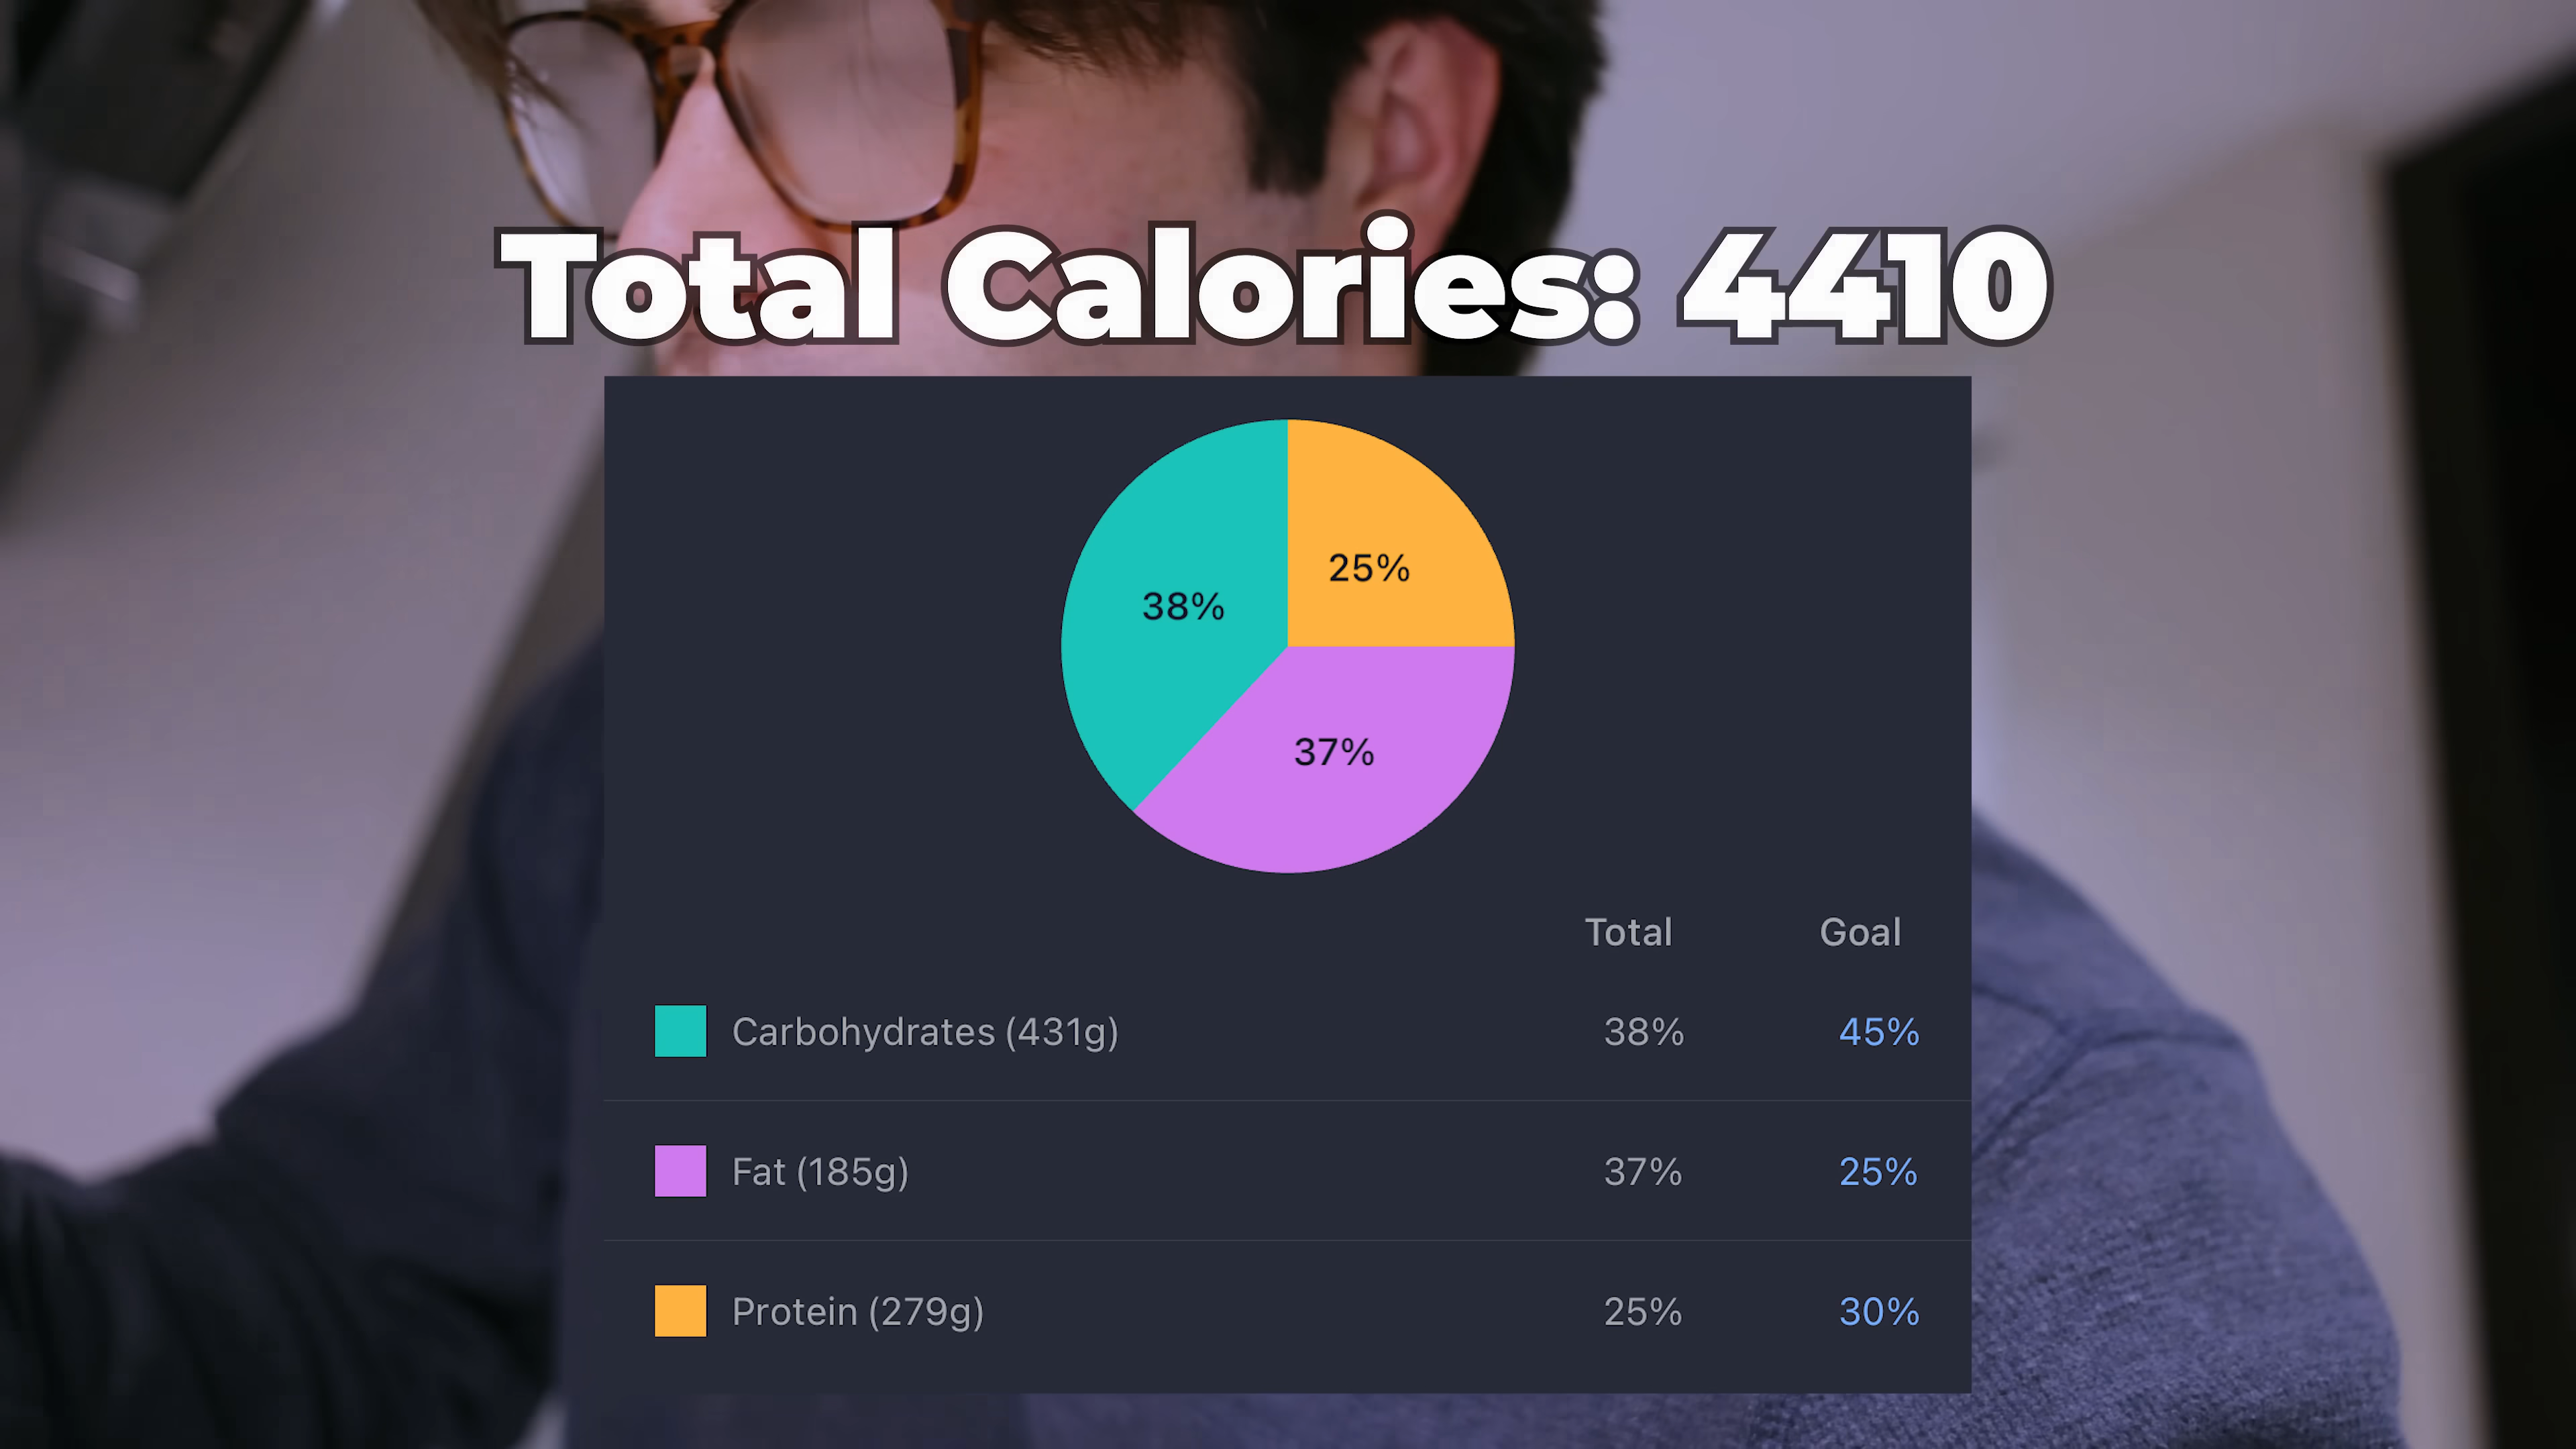 Total Calories: 4410
38%
25%
37%
Total Goal
Carbohydrates (431g) 38% 45%
Fat (185g) 37% 25%
Protein (279g) 25% 30%